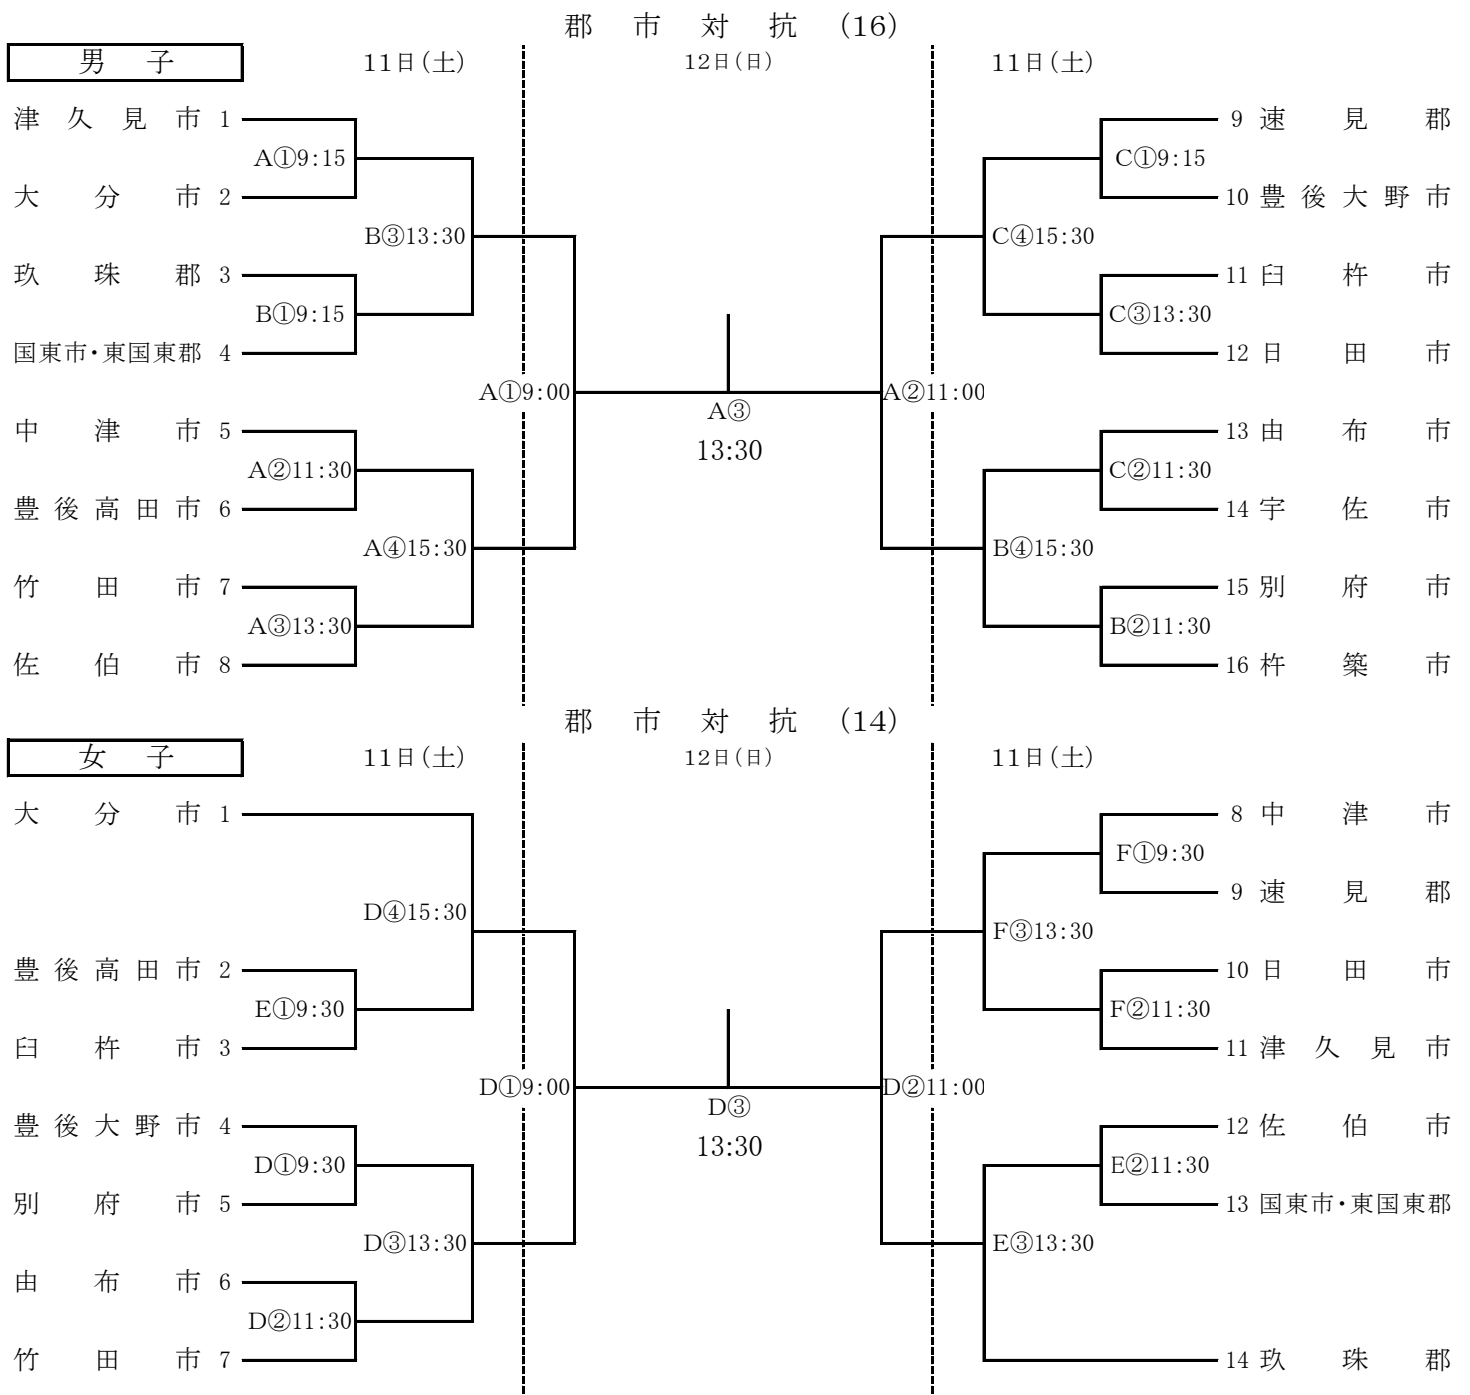 郡市対抗 (16)
男子 11日(土) 12日(日) 11日(土)
津久見市 1 9 速見郡
A①9:15 C①9:15
大分市 2 10 豊後大野市
B③13:30 C④15:30
玖珠郡 3 11 臼杵市
B①9:15 C③13:30
国東市・東国東郡 4 12 日田市
A①9:00 A②11:00
A③
中津市 5 13 由布市
13:30
A②11:30 C②11:30
豊後高田市 6 14 宇佐市
A④15:30 B④15:30
竹田市 7 15 別府市
A③13:30 B②11:30
佐伯市 8 16 杵築市
郡市対抗 (14)
女子 11日(土) 12日(日) 11日(土)
大分市 1 8 中津市
F①9:30
9 速見郡
D④15:30 F③13:30
豊後高田市 2 10 日田市
E①9:30 F②11:30
臼杵市 3 11 津久見市
D①9:00 D②11:00
D③
豊後大野市 4 12 佐伯市
13:30
D①9:30 E②11:30
別府市 5 13 国東市・東国東郡
D③13:30 E③13:30
由布市 6
D②11:30
竹田市 7 14 玖珠郡